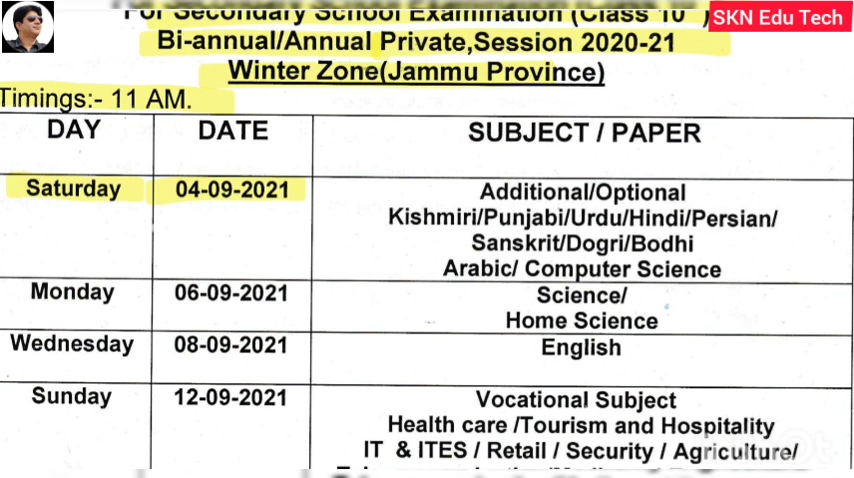 For Secondary School Examination (Class 10
SKN Edu Tech
Bi-annual/Annual Private,Session 2020-21
Winter Zone(Jammu Province)
Timings:- 11 AM.
DAY DATE SUBJECT / PAPER
Saturday 04-09-2021 Additional/Optional
Kishmiri/Punjabi/Urdu/Hindi/Persian/
Sanskrit/Dogri/Bodhi
Arabic/ Computer Science
Monday 06-09-2021 Science/
Home Science
Wednesday 08-09-2021 English
Sunday 12-09-2021 Vocational Subject
Health care /Tourism and Hospitality
IT & ITES / Retail / Security / Agriculture/